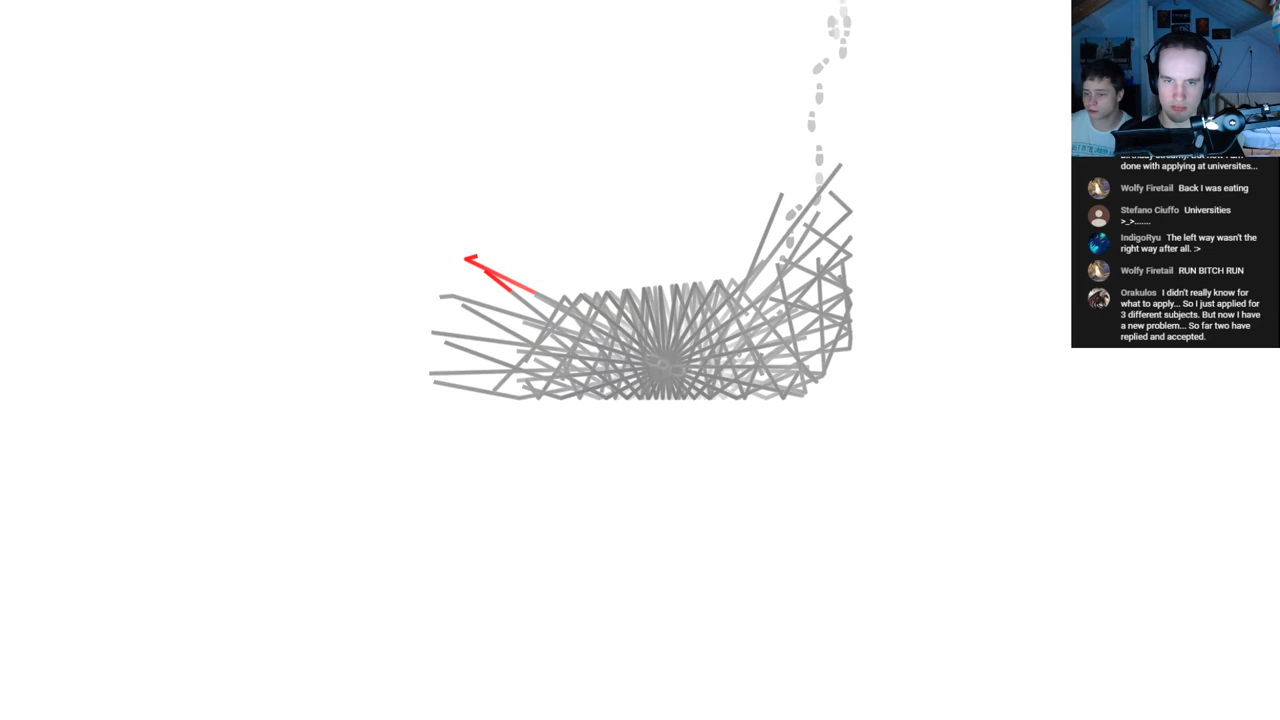 done with applying at universites...
Wolfy Firetail Back I was eating
Stefano Ciuffo Universities
>_>.......
IndigoRyu The left way wasn't the
right way after all. :>
Wolfy Firetail RUN BITCH RUN
Orakulos I didn't really know for
what to apply... So I just applied for
3 different subjects. But now I have
a new problem... So far two have
replied and accepted.